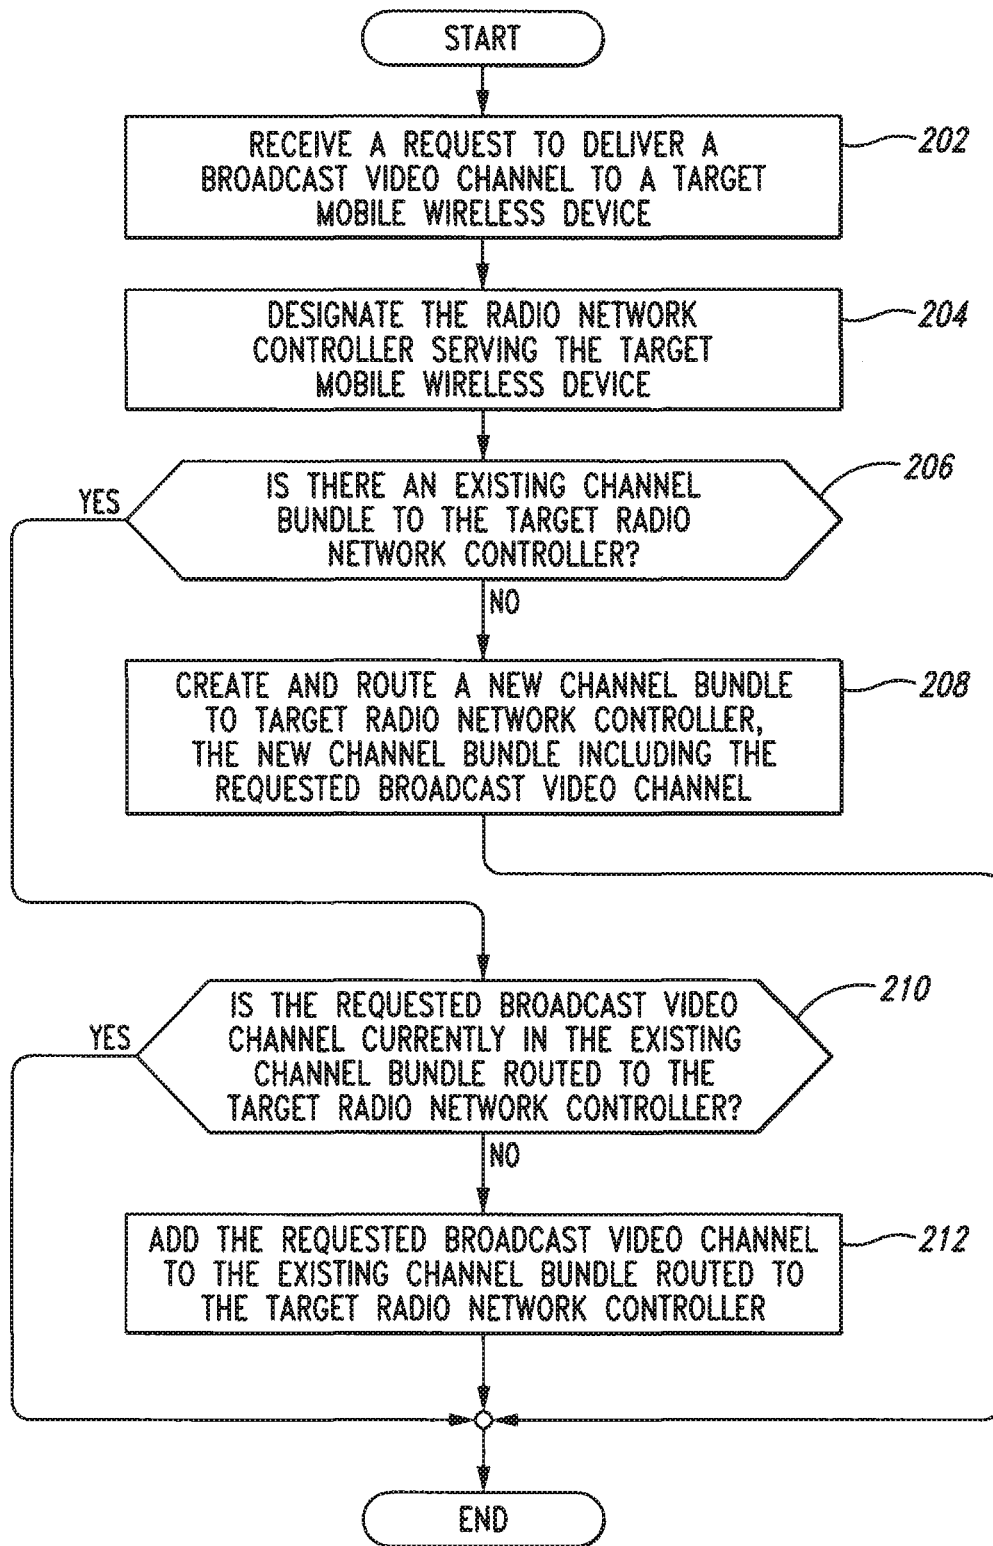 START
RECEIVE A REQUEST TO DELIVER A
BROADCAST VIDEO CHANNEL TO A TARGET
MOBILE WIRELESS DEVICE
202
DESIGNATE THE RADIO NETWORK
CONTROLLER SERVING THE TARGET
MOBILE WIRELESS DEVICE
204
IS THERE AN EXISTING CHANNEL
BUNDLE TO THE TARGET RADIO
NETWORK CONTROLLER?
206
YES
NO
CREATE AND ROUTE A NEW CHANNEL BUNDLE
TO TARGET RADIO NETWORK CONTROLLER,
THE NEW CHANNEL BUNDLE INCLUDING THE
REQUESTED BROADCAST VIDEO CHANNEL
208
IS THE REQUESTED BROADCAST VIDEO
CHANNEL CURRENTLY IN THE EXISTING
CHANNEL BUNDLE ROUTED TO THE
TARGET RADIO NETWORK CONTROLLER?
210
YES
NO
ADD THE REQUESTED BROADCAST VIDEO CHANNEL
TO THE EXISTING CHANNEL BUNDLE ROUTED TO
THE TARGET RADIO NETWORK CONTROLLER
212
END